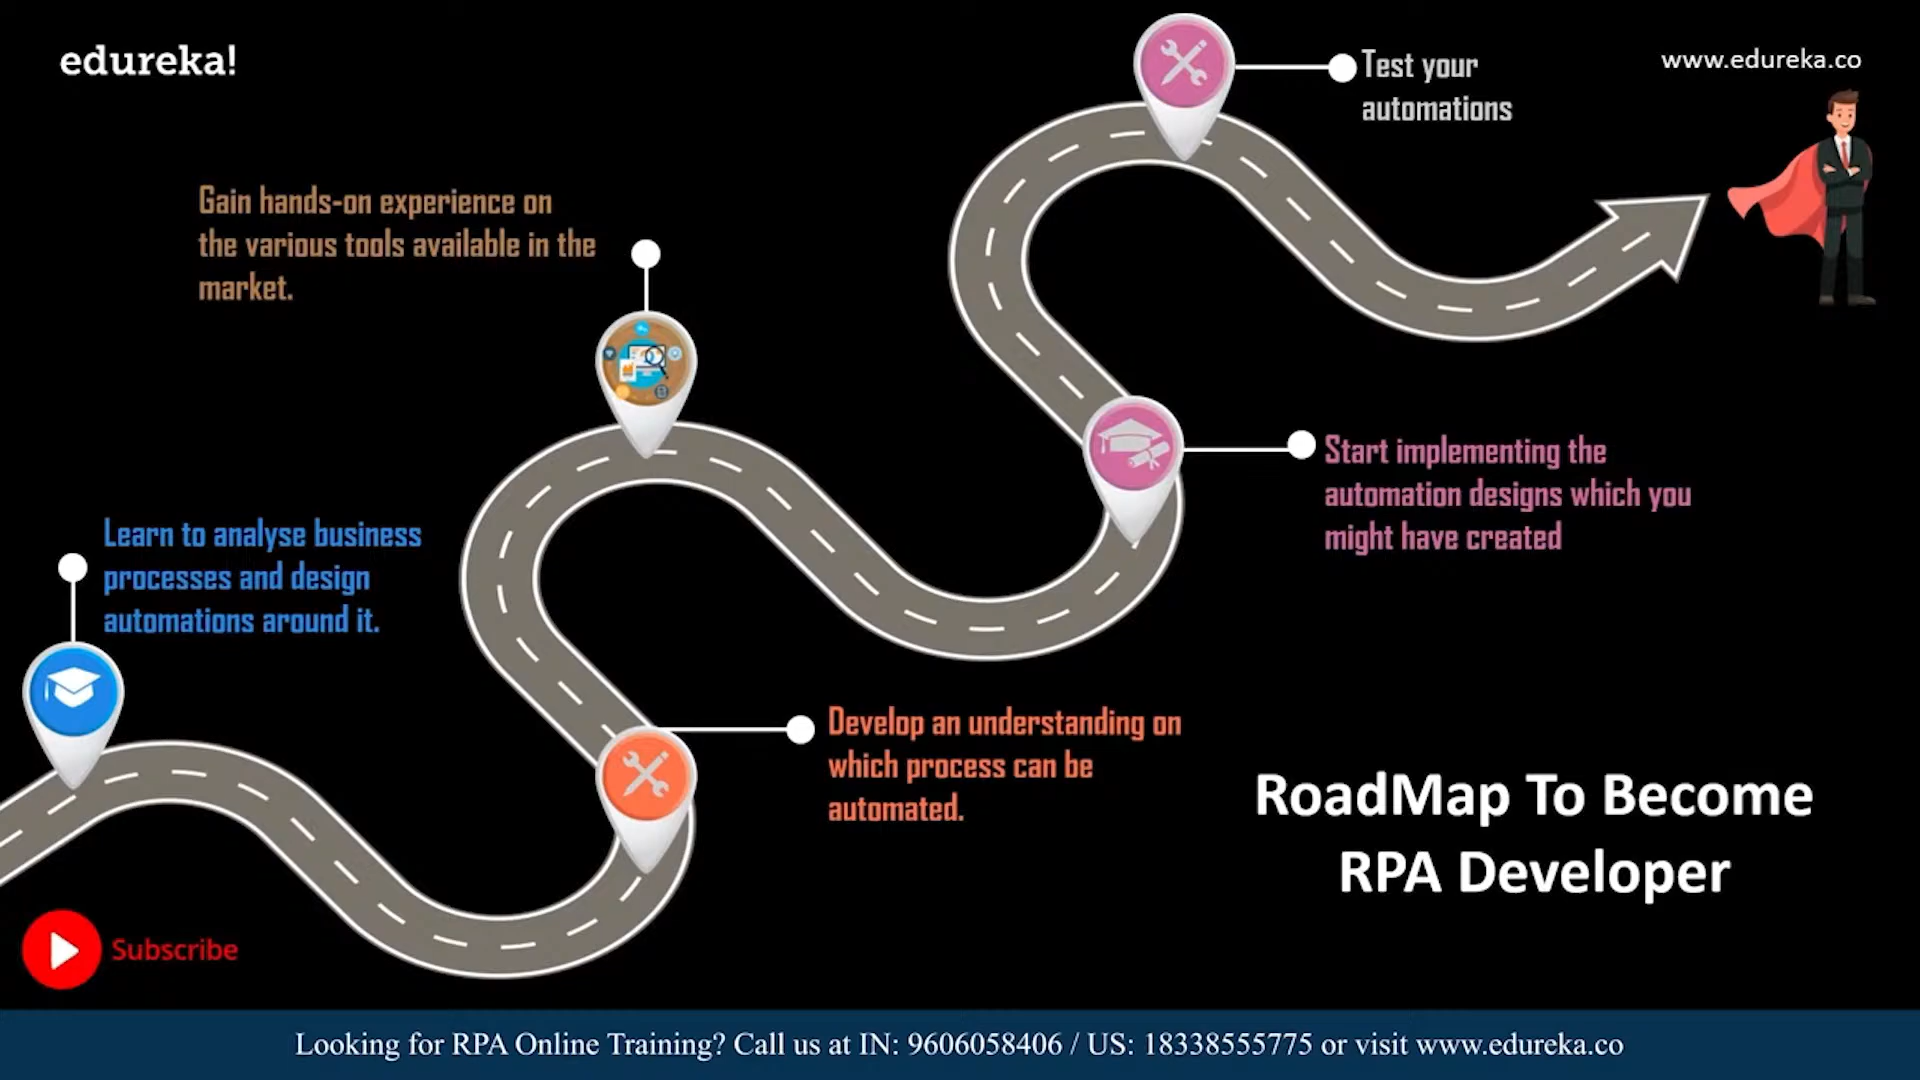 edureka!
www.edureka.co
Test your
automations
Gain hands-on experience on
the various tools available in the
market.
Start implementing the
automation designs which you
might have created
Learn to analyse business
processes and design
automations around it.
Develop an understanding on
which process can be
automated.
RoadMap To Become
RPA Developer
Subscribe
Looking for RPA Online Training? Call us at IN: 9606058406 / US: 18338555775 or visit www.edureka.co